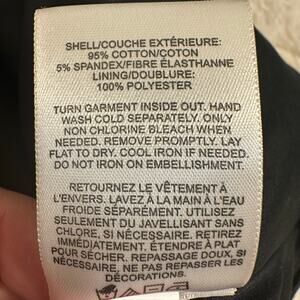 SHELL/COUCHE EXTÉRIEURE:
95% COTTON/COTON
5% SPANDEX/FIBRE ÉLASTHANNE
LINING/DOUBLURE:
100% POLYESTER
TURN GARMENT INSIDE OUT. HAND
WASH COLD SEPARATELY. ONLY
NON CHLORINE BLEACH WHEN
NEEDED. REMOVE PROMPTLY. LAY
FLAT TO DRY. COOL IRON IF NEEDED.
DO NOT IRON ON EMBELLISHMENT.
RETOURNEZ LE VÊTEMENT À
L'ENVERS. LAVEZ À LA MAIN À L'EAU
FROIDE SÉPARÉMENT. UTILISEZ
SEULEMENT DU JAVELLISANT SANS
CHLORE, SI NÉCESSAIRE. RETIREZ
IMMÉDIATEMENT. ÉTENDRE À PLAT
POUR SÉCHER. REPASSAGE DOUX, SI
NÉCESSAIRE. NE REPASSEZ PAS LES
DÉCORATIONS.